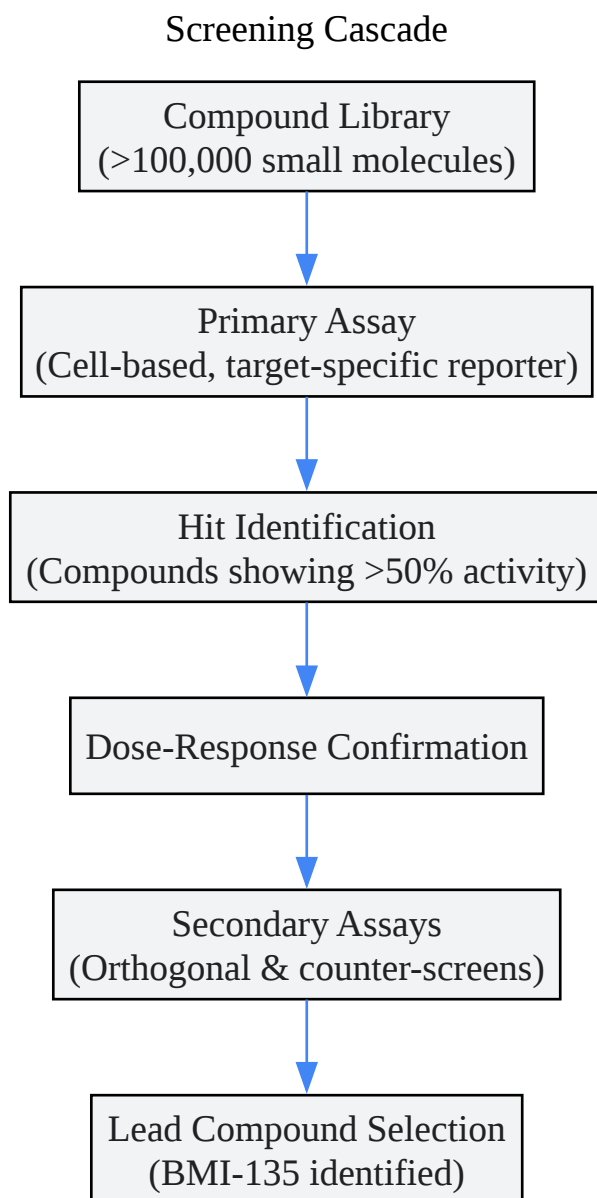 Screening Cascade
Compound Library
(>100,000 small molecules)
Primary Assay
(Cell-based, target-specific reporter)
Hit Identification
(Compounds showing >50% activity)
Dose-Response Confirmation
Secondary Assays
(Orthogonal & counter-screens)
Lead Compound Selection
(BMI-135 identified)